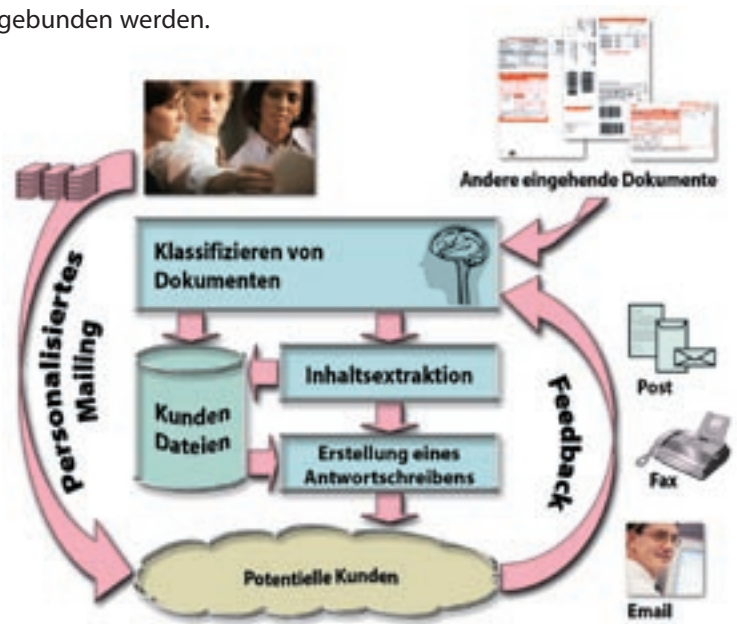 gebunden werden.
Andere eingehende Dokumente
Klassifizieren von
Dokumenten
Personalisiertes
Mailing
Inhaltsextraktion
Kunden
Dateien
Erstellung eines
Antwortschreibens
Feedback
Post
Fax
Potentielle Kunden
Email